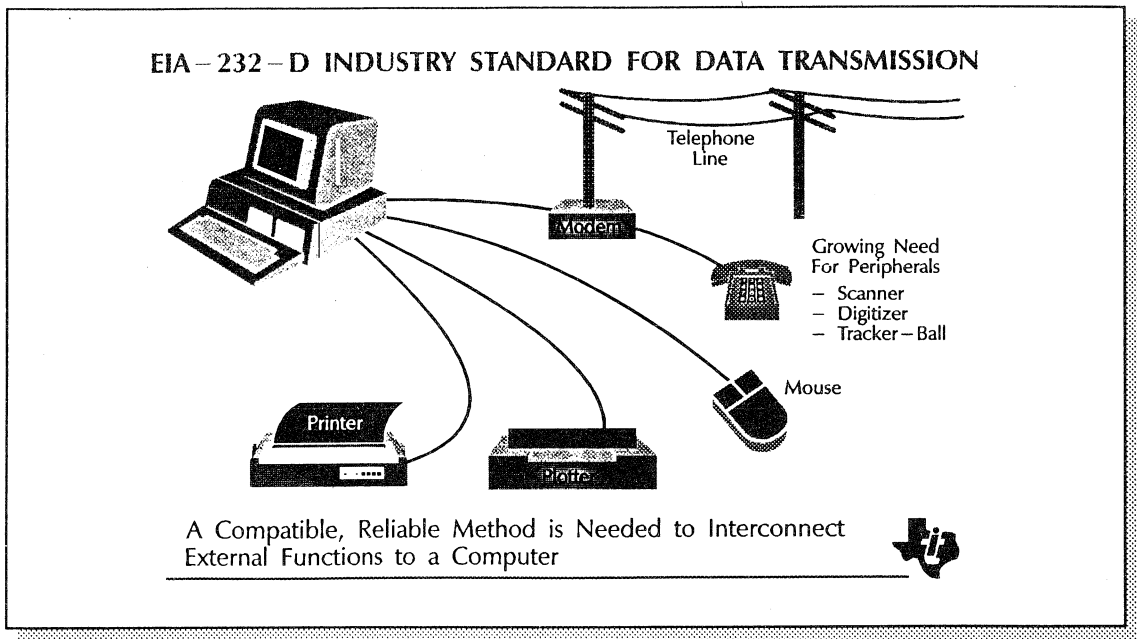 EIA–232–D INDUSTRY STANDARD FOR DATA TRANSMISSION
Telephone
Line
Modem
Growing Need
For Peripherals
– Scanner
– Digitizer
– Tracker–Ball
Mouse
Printer
Plotter
A Compatible, Reliable Method is Needed to Interconnect
External Functions to a Computer